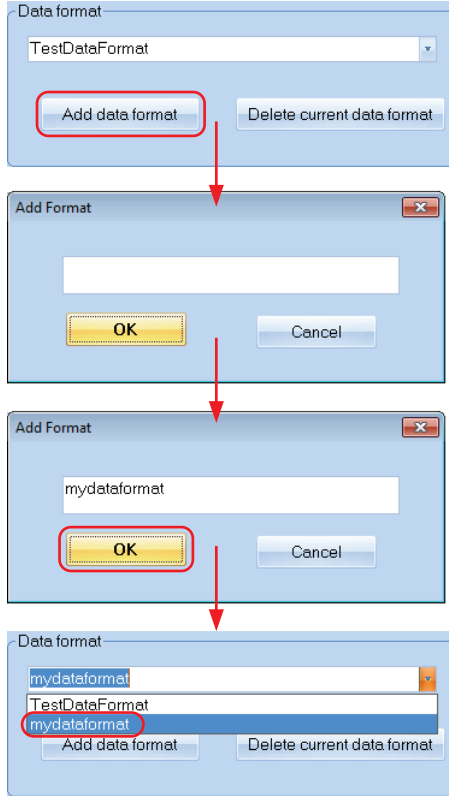 Data format
TestDataFormat
Add data format Delete current data format
Add Format
OK Cancel
Add Format
mydataformat
OK Cancel
Data format
mydataformat
TestDataFormat
mydataformat
Add data format Delete current data format